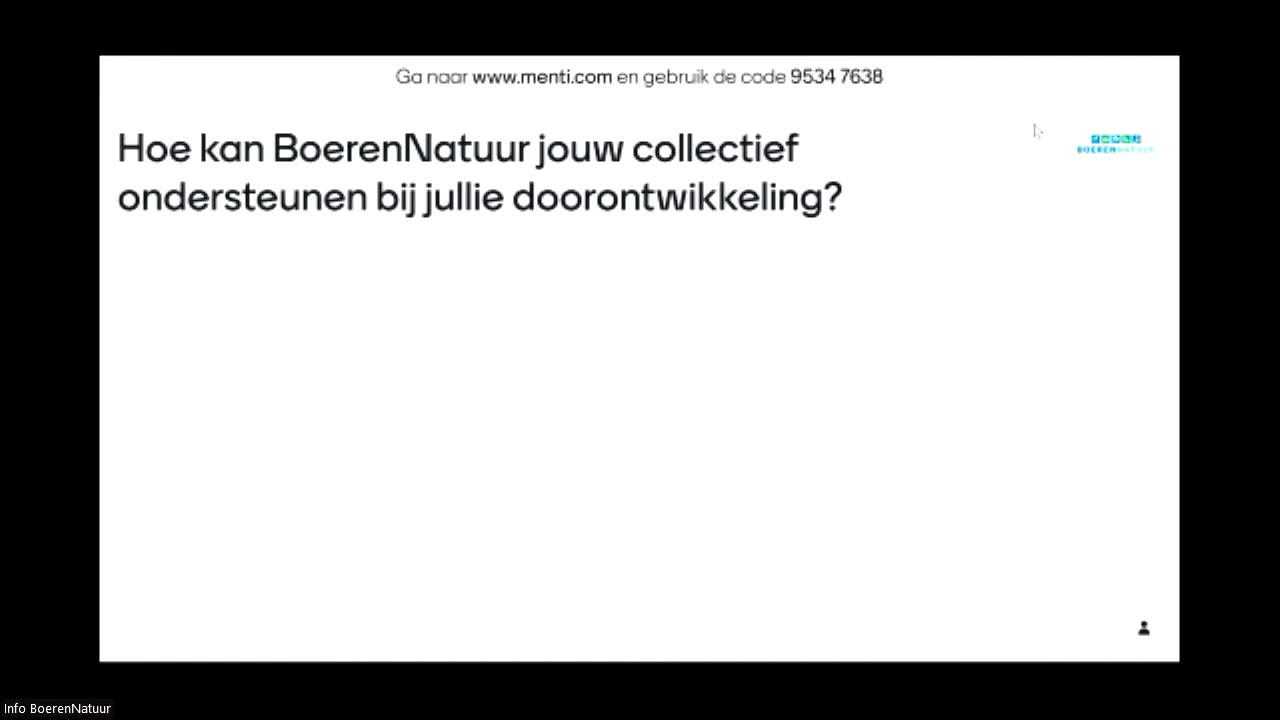 Ga naar www.menti.com en gebruik de code 9534 7638
Hoe kan BoerenNatuur jouw collectief
ondersteunen bij jullie doorontwikkeling?
BOERENNATUUR
Info BoerenNatuur